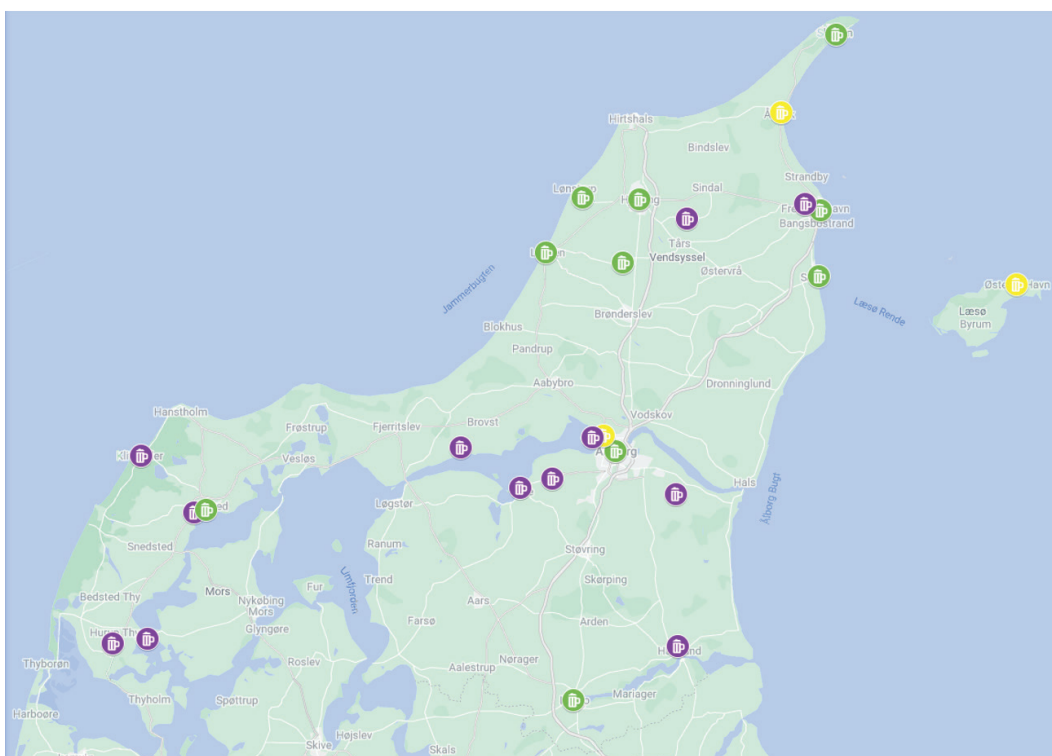 Hirtshals
Bindslev
Strandby
Sindal
Bangsbostrand
Tårs
Vendsyssel
Østervrå
Jammerbugten
Læsø Rende
Læsø
Byrum
Brønderslev
Blokhus
Pandrup
Aabybro
Dronninglund
Hanstholm
Vodskov
Frøstrup
Fjerritslev
Brovst
Vesløs
Hals
Ålborg Bugt
Løgstør
Snedsted
Ranum
Støvring
Limfjorden
Trend
Skørping
Fur
Mors
Bedsted Thy
Nykøbing
Mors
Aars
Farsø
Arden
Glyngøre
Nørager
Roslev
Aalestrup
Thyborøn
Mariager
Thyholm
Spøttrup
Harboøre
Højslev
Skive
Skals